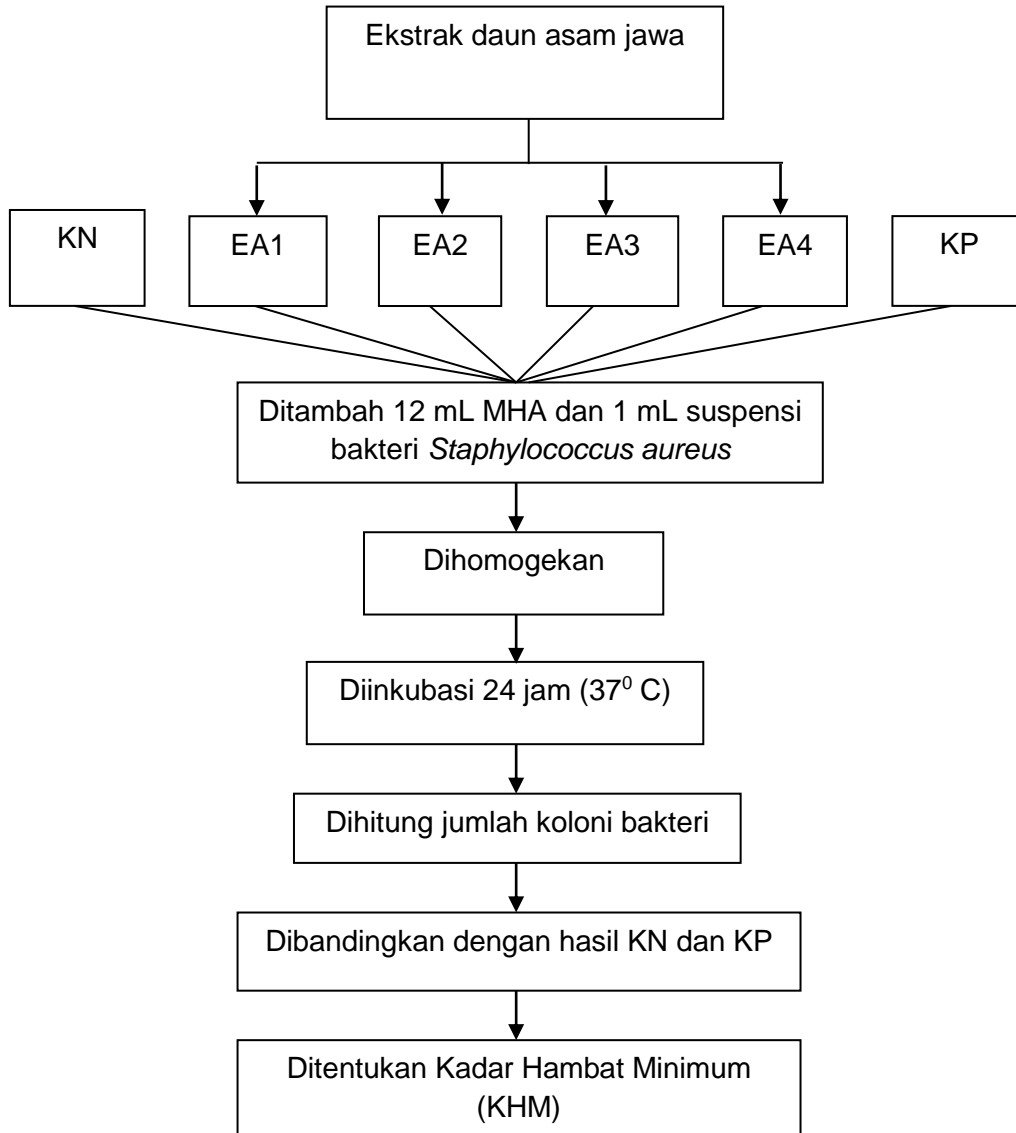 Ekstrak daun asam jawa
KN
EA1
EA2
EA3
EA4
KP
Ditambah 12 mL MHA dan 1 mL suspensi
bakteri Staphylococcus aureus
Dihomogekan
Diinkubasi 24 jam (37⁰ C)
Dihitung jumlah koloni bakteri
Dibandingkan dengan hasil KN dan KP
Ditentukan Kadar Hambat Minimum
(KHM)